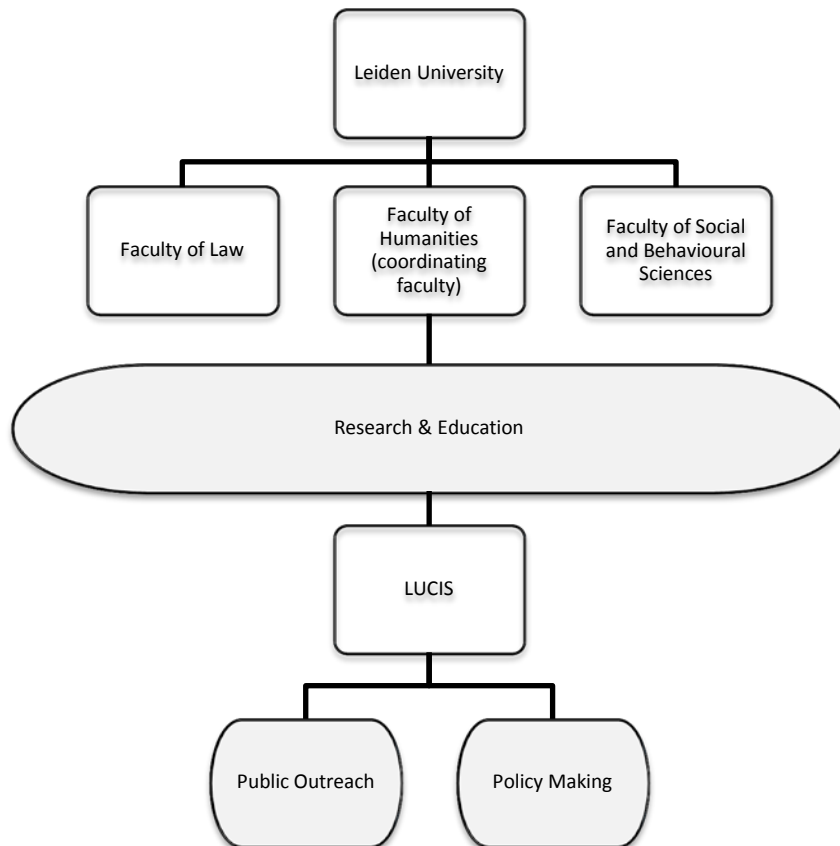 Leiden University
Faculty of Law
Faculty of
Humanities
(coordinating
faculty)
Faculty of Social
and Behavioural
Sciences
Research & Education
LUCIS
Public Outreach
Policy Making